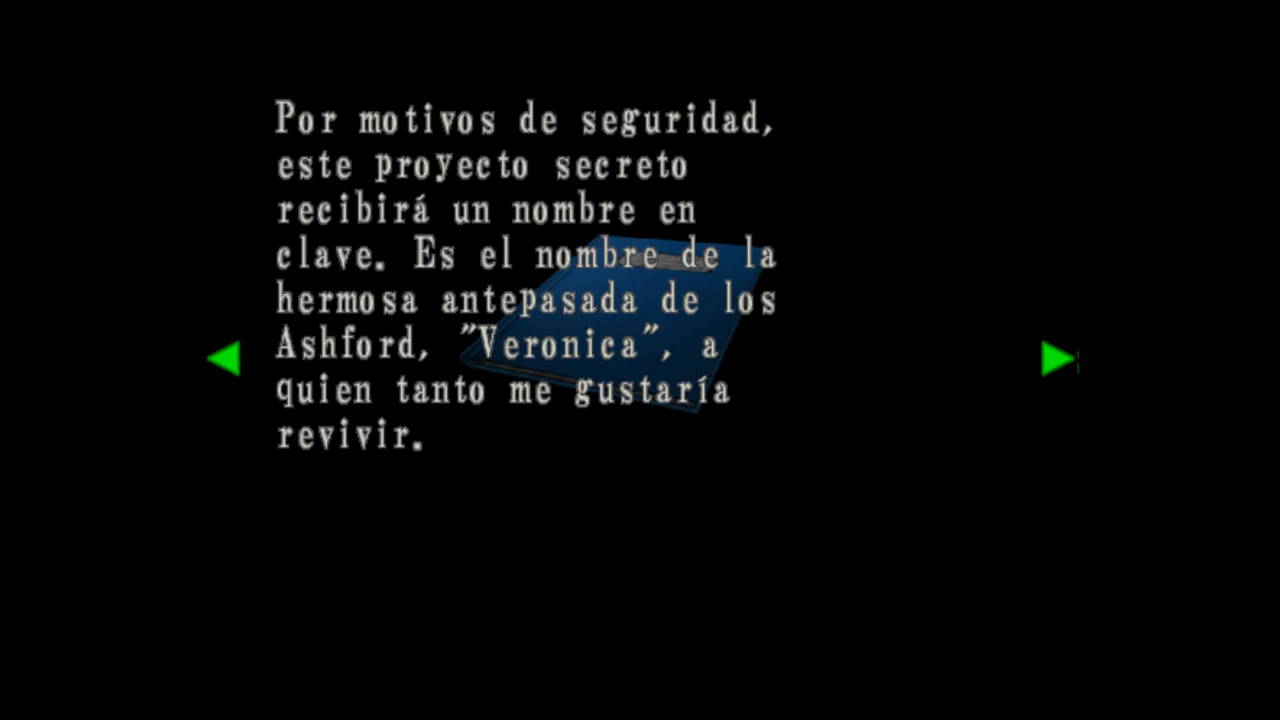 Por motivos de seguridad,
este proyecto secreto
recibirá un nombre en
clave. Es el nombre de la
hermosa antepasada de los
Ashford, "Veronica", a
quien tanto me gustaría
revivir.